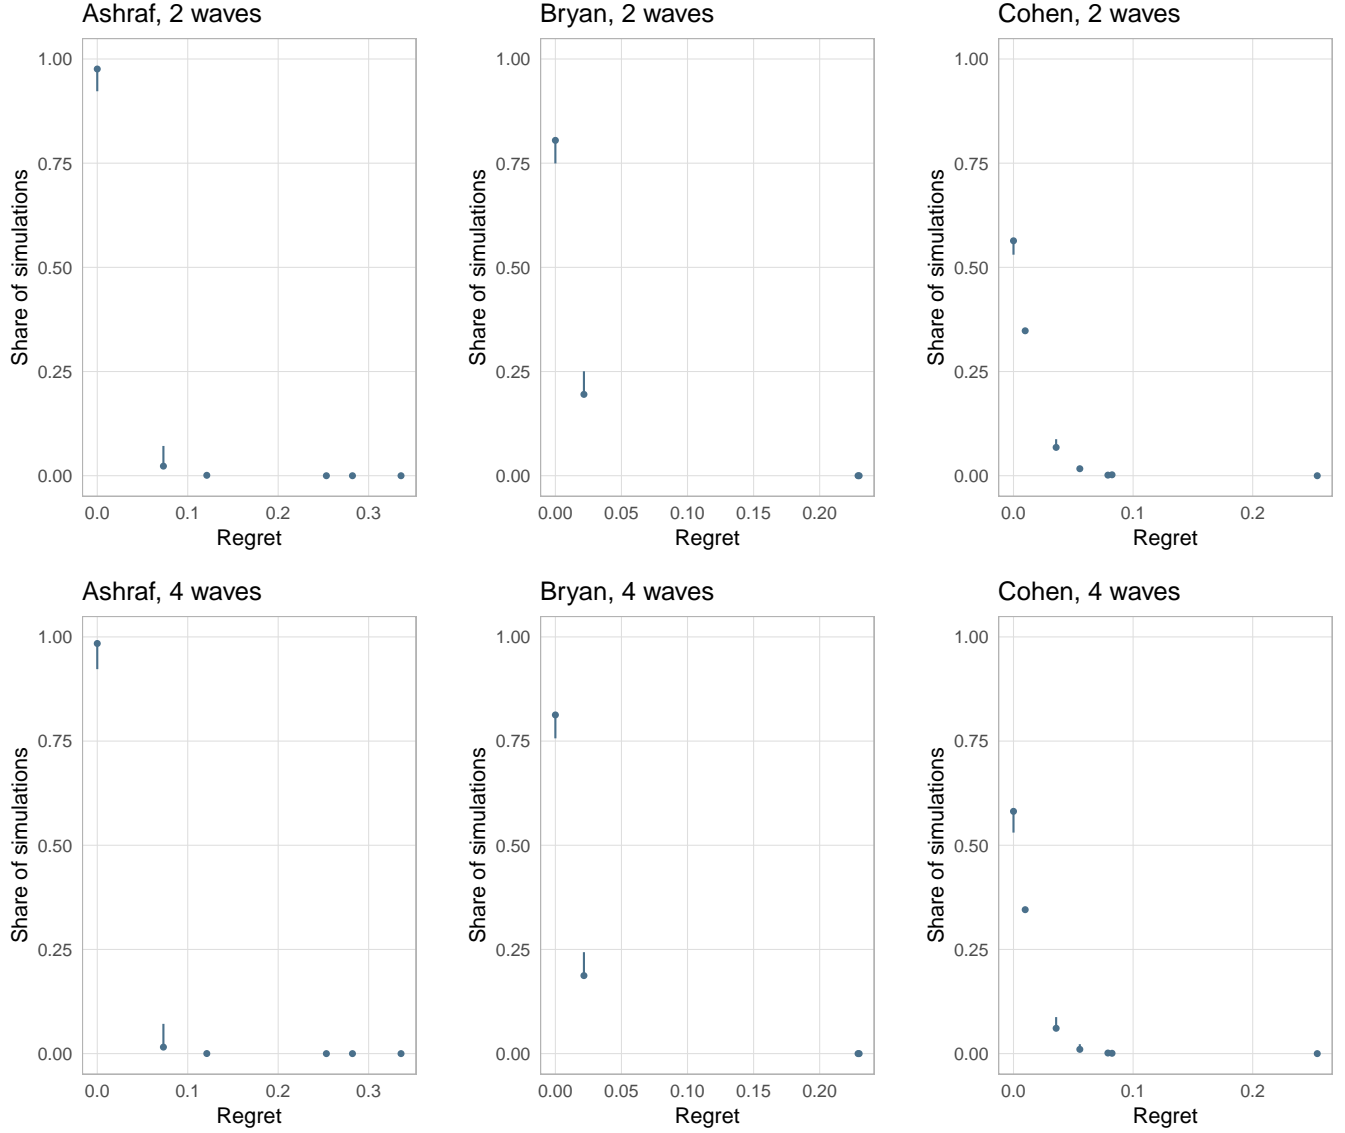 Ashraf, 2 waves
Share of simulations
1.00
0.75
0.50
0.25
0.00
0.0 0.1 0.2 0.3
Regret
Bryan, 2 waves
Share of simulations
1.00
0.75
0.50
0.25
0.00
0.00 0.05 0.10 0.15 0.20
Regret
Cohen, 2 waves
Share of simulations
1.00
0.75
0.50
0.25
0.00
0.0 0.1 0.2
Regret
Ashraf, 4 waves
Share of simulations
1.00
0.75
0.50
0.25
0.00
0.0 0.1 0.2 0.3
Regret
Bryan, 4 waves
Share of simulations
1.00
0.75
0.50
0.25
0.00
0.00 0.05 0.10 0.15 0.20
Regret
Cohen, 4 waves
Share of simulations
1.00
0.75
0.50
0.25
0.00
0.0 0.1 0.2
Regret